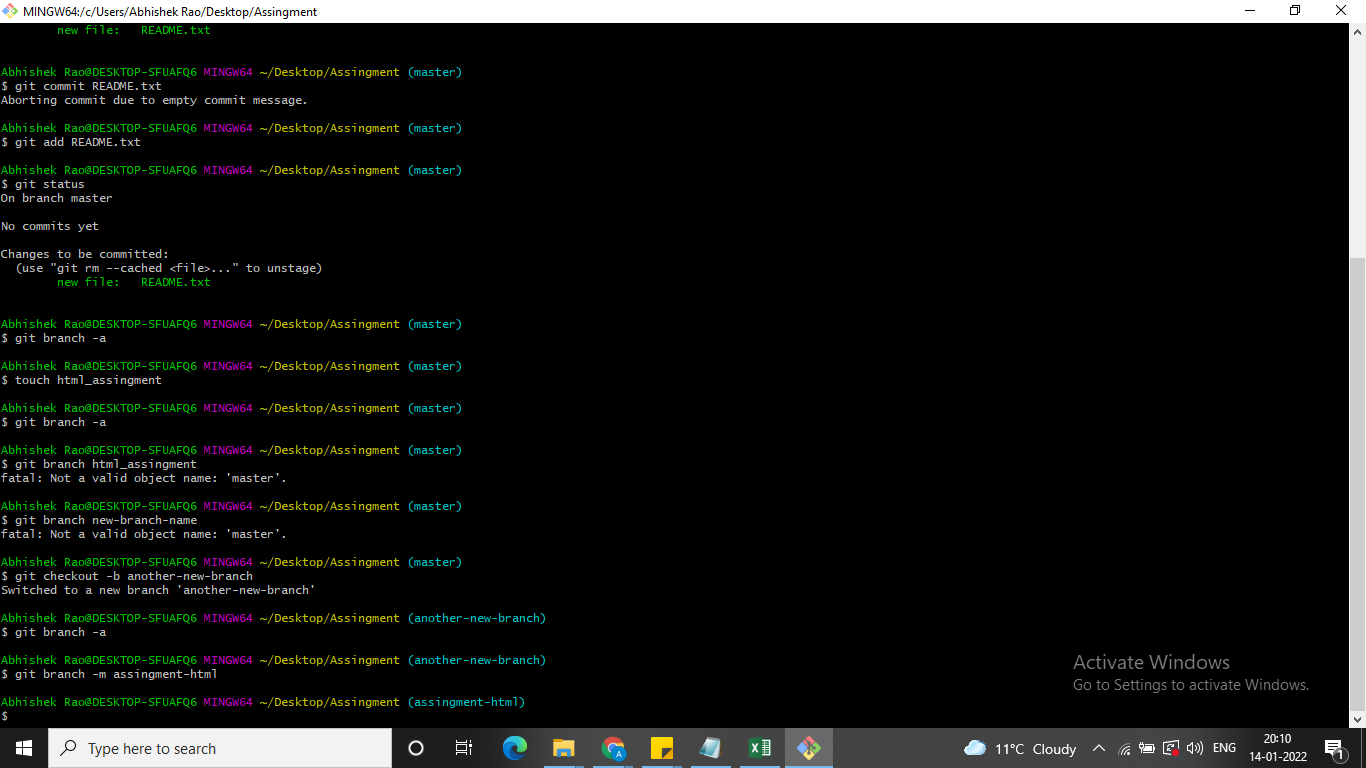 MINGW64:/c/Users/Abhishek Rao/Desktop/Assingment
new file:   README.txt
Abhishek Rao@DESKTOP-SFUAFQ6 MINGW64 ~/Desktop/Assingment (master)
$ git commit README.txt
Aborting commit due to empty commit message.
Abhishek Rao@DESKTOP-SFUAFQ6 MINGW64 ~/Desktop/Assingment (master)
$ git add README.txt
Abhishek Rao@DESKTOP-SFUAFQ6 MINGW64 ~/Desktop/Assingment (master)
$ git status
On branch master
No commits yet
Changes to be committed:
(use "git rm --cached <file>..." to unstage)
new file:   README.txt
Abhishek Rao@DESKTOP-SFUAFQ6 MINGW64 ~/Desktop/Assingment (master)
$ git branch -a
Abhishek Rao@DESKTOP-SFUAFQ6 MINGW64 ~/Desktop/Assingment (master)
$ touch html_assingment
Abhishek Rao@DESKTOP-SFUAFQ6 MINGW64 ~/Desktop/Assingment (master)
$ git branch -a
Abhishek Rao@DESKTOP-SFUAFQ6 MINGW64 ~/Desktop/Assingment (master)
$ git branch html_assingment
fatal: Not a valid object name: 'master'.
Abhishek Rao@DESKTOP-SFUAFQ6 MINGW64 ~/Desktop/Assingment (master)
$ git branch new-branch-name
fatal: Not a valid object name: 'master'.
Abhishek Rao@DESKTOP-SFUAFQ6 MINGW64 ~/Desktop/Assingment (master)
$ git checkout -b another-new-branch
Switched to a new branch 'another-new-branch'
Abhishek Rao@DESKTOP-SFUAFQ6 MINGW64 ~/Desktop/Assingment (another-new-branch)
$ git branch -a
Abhishek Rao@DESKTOP-SFUAFQ6 MINGW64 ~/Desktop/Assingment (another-new-branch)
$ git branch -m assingment-html
Abhishek Rao@DESKTOP-SFUAFQ6 MINGW64 ~/Desktop/Assingment (assingment-html)
$
Activate Windows
Go to Settings to activate Windows.
Type here to search
11°C Cloudy
ENG
20:10
14-01-2022
1